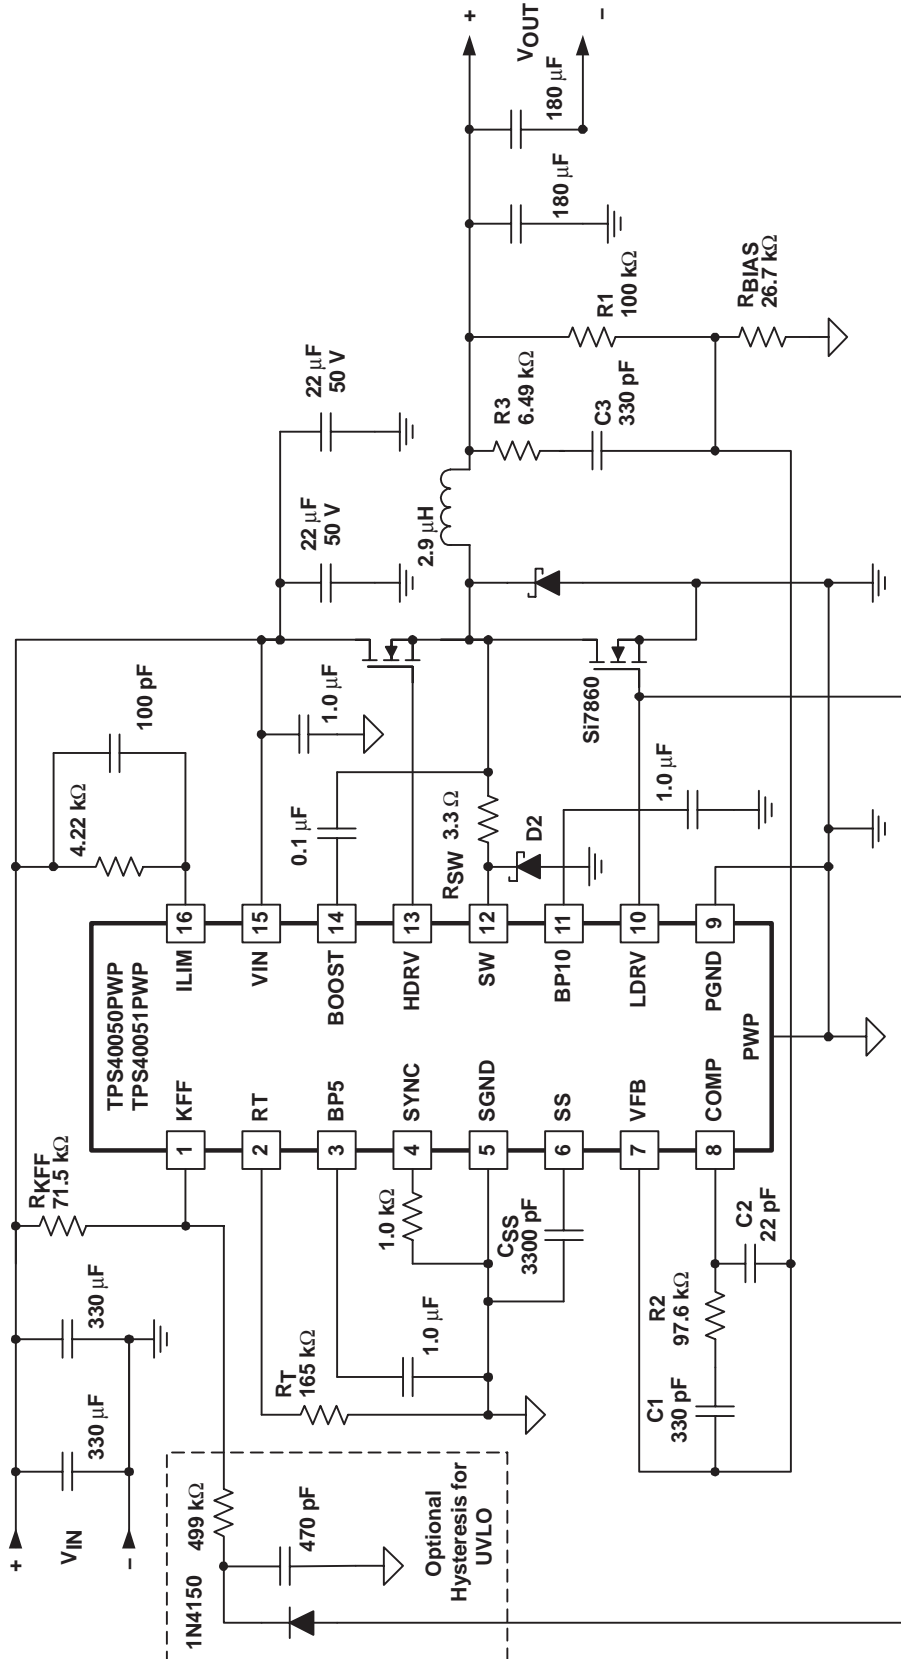 +
VIN
−
330 µF
330 µF
RKFF
71.5 kΩ
TPS40050PWP
TPS40051PWP
4.22 kΩ
100 pF
22 µF
50 V
22 µF
50 V
+
VOUT
−
180 µF
180 µF
1 KFF
2 RT
3 BP5
4 SYNC
5 SGND
6 SS
7 VFB
8 COMP
ILIM 16
VIN 15
BOOST 14
HDRV 13
SW 12
BP10 11
LDRV 10
PGND 9
PWP
1N4150
499 kΩ
470 pF
Optional
Hysteresis for
UVLO
RT
165 kΩ
1.0 µF
1.0 kΩ
CSS
3300 pF
C1
330 pF
R2
97.6 kΩ
C2
22 pF
1.0 µF
0.1 µF
RSW 3.3 Ω
D2
1.0 µF
Si7860
2.9 µH
R3
6.49 kΩ
C3
330 pF
R1
100 kΩ
RBIAS
26.7 kΩ